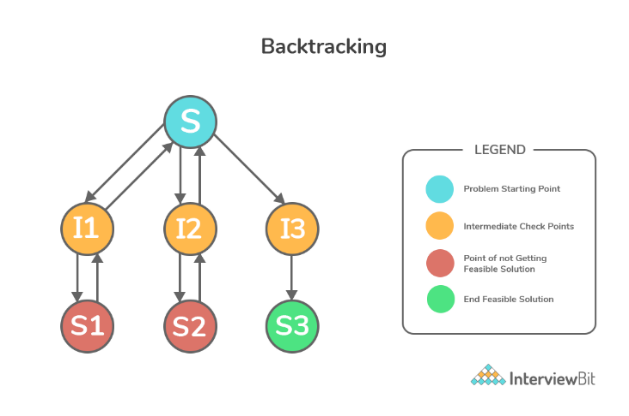 Backtracking
S
I1
I2
I3
S1
S2
S3
LEGEND
Problem Starting Point
Intermediate Check Points
Point of not Getting
Feasible Solution
End Feasible Solution
InterviewBit